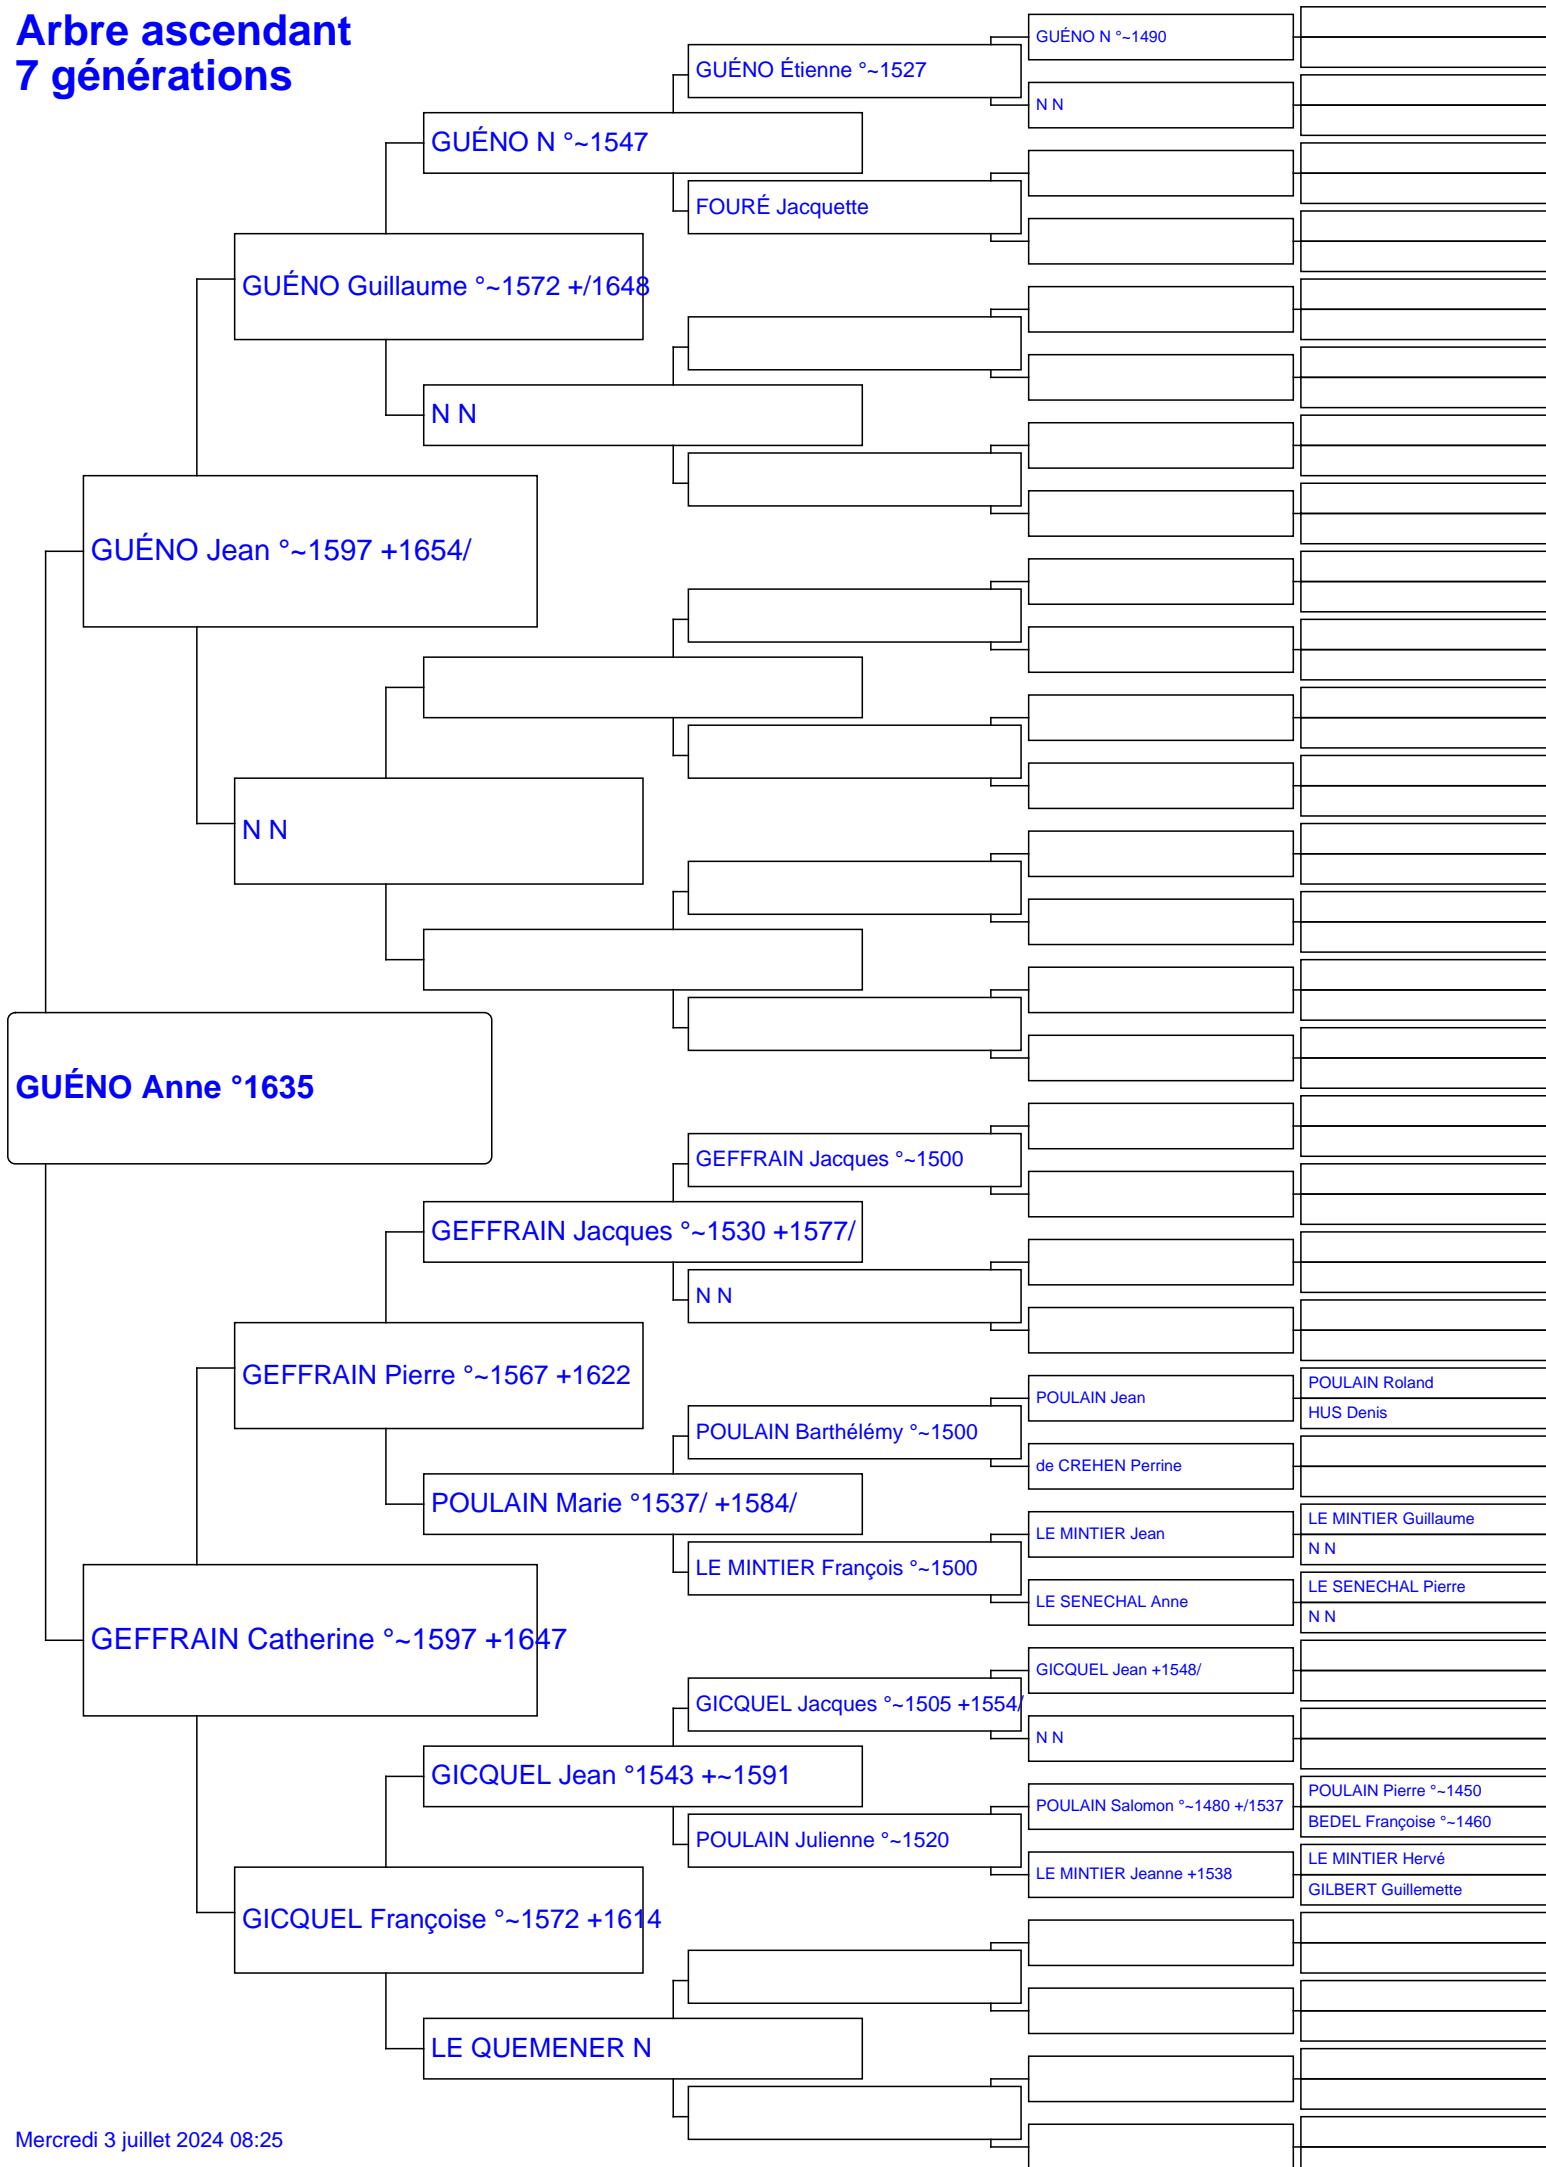 Arbre ascendant
7 générations
GUÉNO N °~1490
GUÉNO Étienne °~1527
N N
GUÉNO N °~1547
FOURÉ Jacquette
GUÉNO Guillaume °~1572 +/1648
N N
GUÉNO Jean °~1597 +1654/
N N
GUÉNO Anne °1635
GEFFRAIN Jacques °~1500
GEFFRAIN Jacques °~1530 +1577/
N N
GEFFRAIN Pierre °~1567 +1622
POULAIN Roland
POULAIN Jean
HUS Denis
POULAIN Barthélémy °~1500
de CREHEN Perrine
POULAIN Marie °1537/ +1584/
LE MINTIER Guillaume
LE MINTIER Jean
N N
LE MINTIER François °~1500
LE SENECHAL Pierre
LE SENECHAL Anne
N N
GEFFRAIN Catherine °~1597 +1647
GICQUEL Jean +1548/
GICQUEL Jacques °~1505 +1554/
N N
GICQUEL Jean °1543 +~1591
POULAIN Pierre °~1450
POULAIN Salomon °~1480 +/1537
BEDEL Françoise °~1460
POULAIN Julienne °~1520
LE MINTIER Hervé
LE MINTIER Jeanne +1538
GILBERT Guillemette
GICQUEL Françoise °~1572 +1614
LE QUEMENER N
Mercredi 3 juillet 2024 08:25